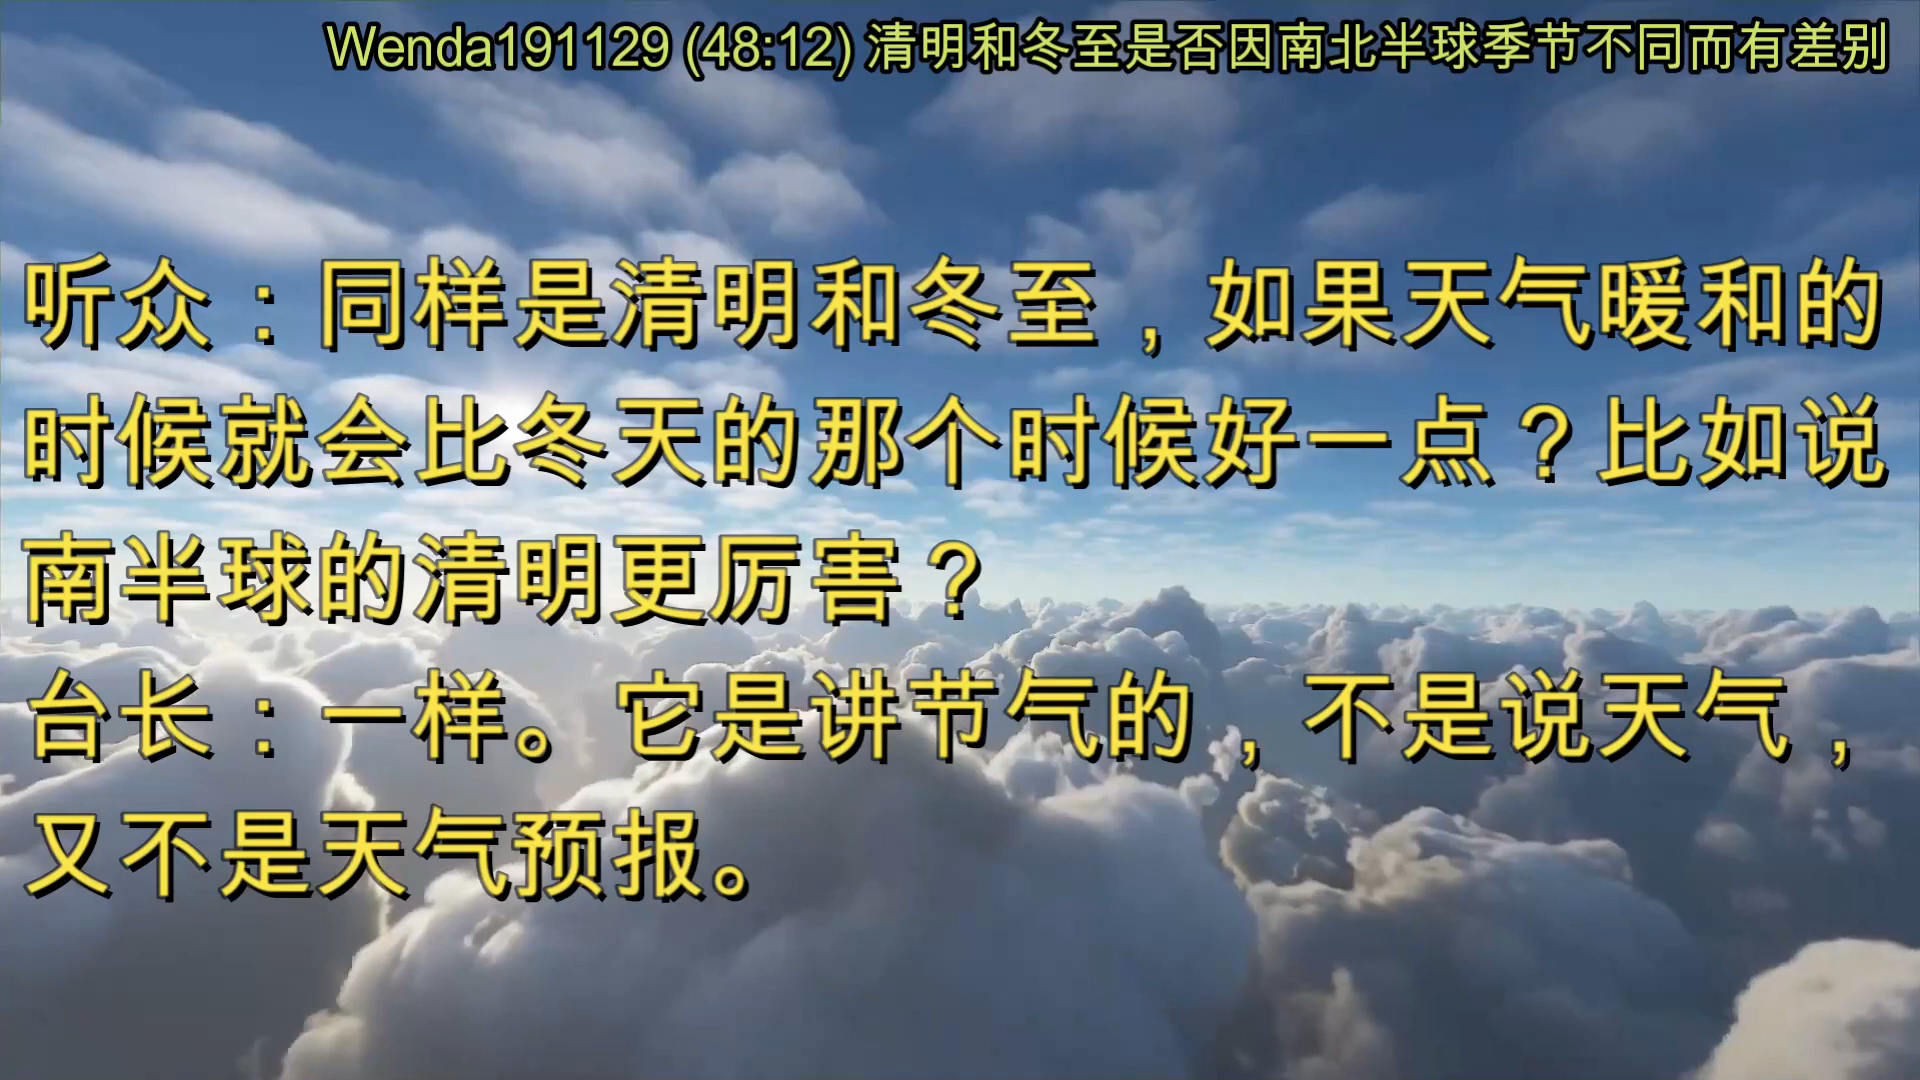 Wenda191129 (48:12) 清明和冬至是否因南北半球季节不同而有差别
听众：同样是清明和冬至，如果天气暖和的
时候就会比冬天的那个时候好一点？比如说
南半球的清明更厉害？
台长：一样。它是讲节气的，不是说天气，
又不是天气预报。